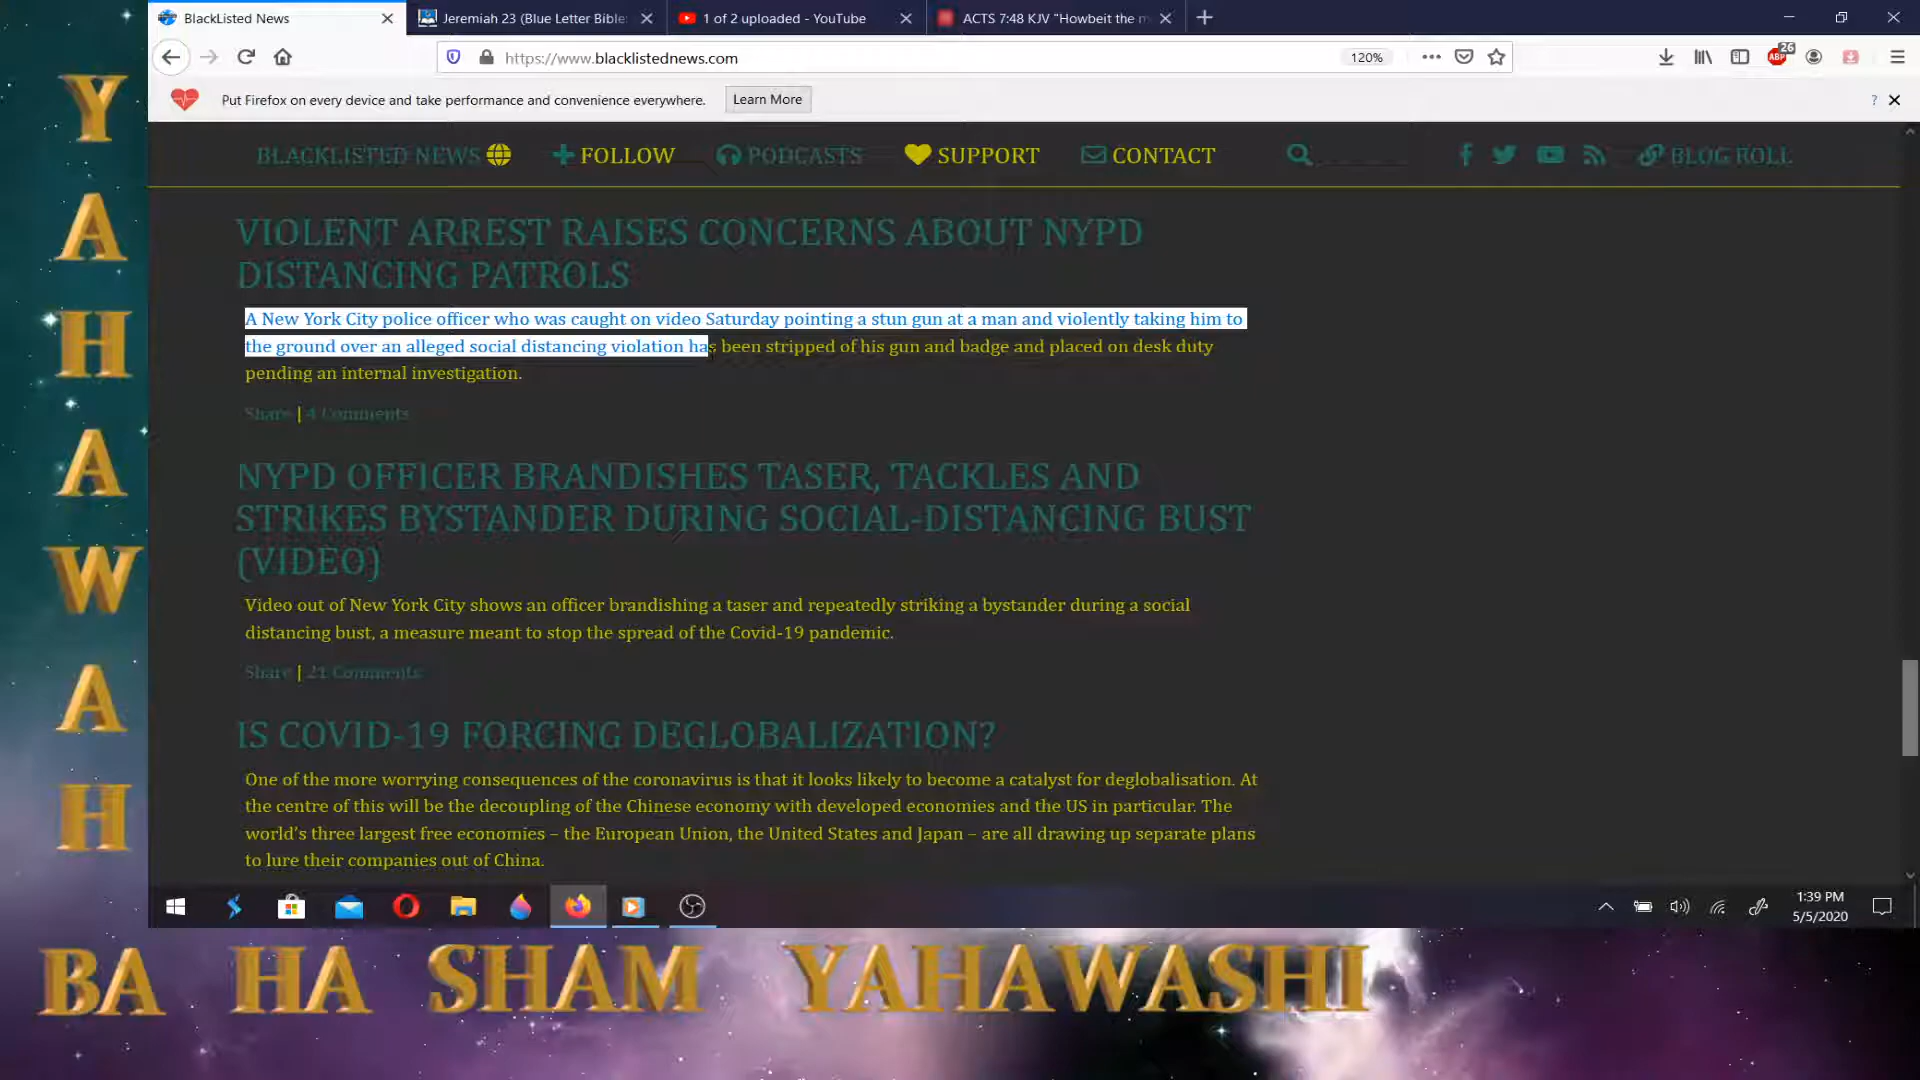 BlackListed News
Jeremiah 23 (Blue Letter Bible:
1 of 2 uploaded - YouTube
ACTS 7:48 KJV "Howbeit the m
https://www.blacklistednews.com
120%
26
ABP
Put Firefox on every device and take performance and convenience everywhere.
Learn More
?
BLACKLISTED NEWS
FOLLOW
PODCASTS
SUPPORT
CONTACT
BLOG ROLL
VIOLENT ARREST RAISES CONCERNS ABOUT NYPD
DISTANCING PATROLS
A New York City police officer who was caught on video Saturday pointing a stun gun at a man and violently taking him to
the ground over an alleged social distancing violation has been stripped of his gun and badge and placed on desk duty
pending an internal investigation.
Share | 4 Comments
NYPD OFFICER BRANDISHES TASER, TACKLES AND
STRIKES BYSTANDER DURING SOCIAL-DISTANCING BUST
(VIDEO)
Video out of New York City shows an officer brandishing a taser and repeatedly striking a bystander during a social
distancing bust, a measure meant to stop the spread of the Covid-19 pandemic.
Share | 21 Comments
IS COVID-19 FORCING DEGLOBALIZATION?
One of the more worrying consequences of the coronavirus is that it looks likely to become a catalyst for deglobalisation. At
the centre of this will be the decoupling of the Chinese economy with developed economies and the US in particular. The
world's three largest free economies – the European Union, the United States and Japan – are all drawing up separate plans
to lure their companies out of China.
1:39 PM
5/5/2020
Y
A
H
A
W
A
H
BA HA SHAM YAHAWASHI